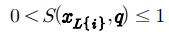 0 < S(x_{L\{i\}}, q) ≤ 1